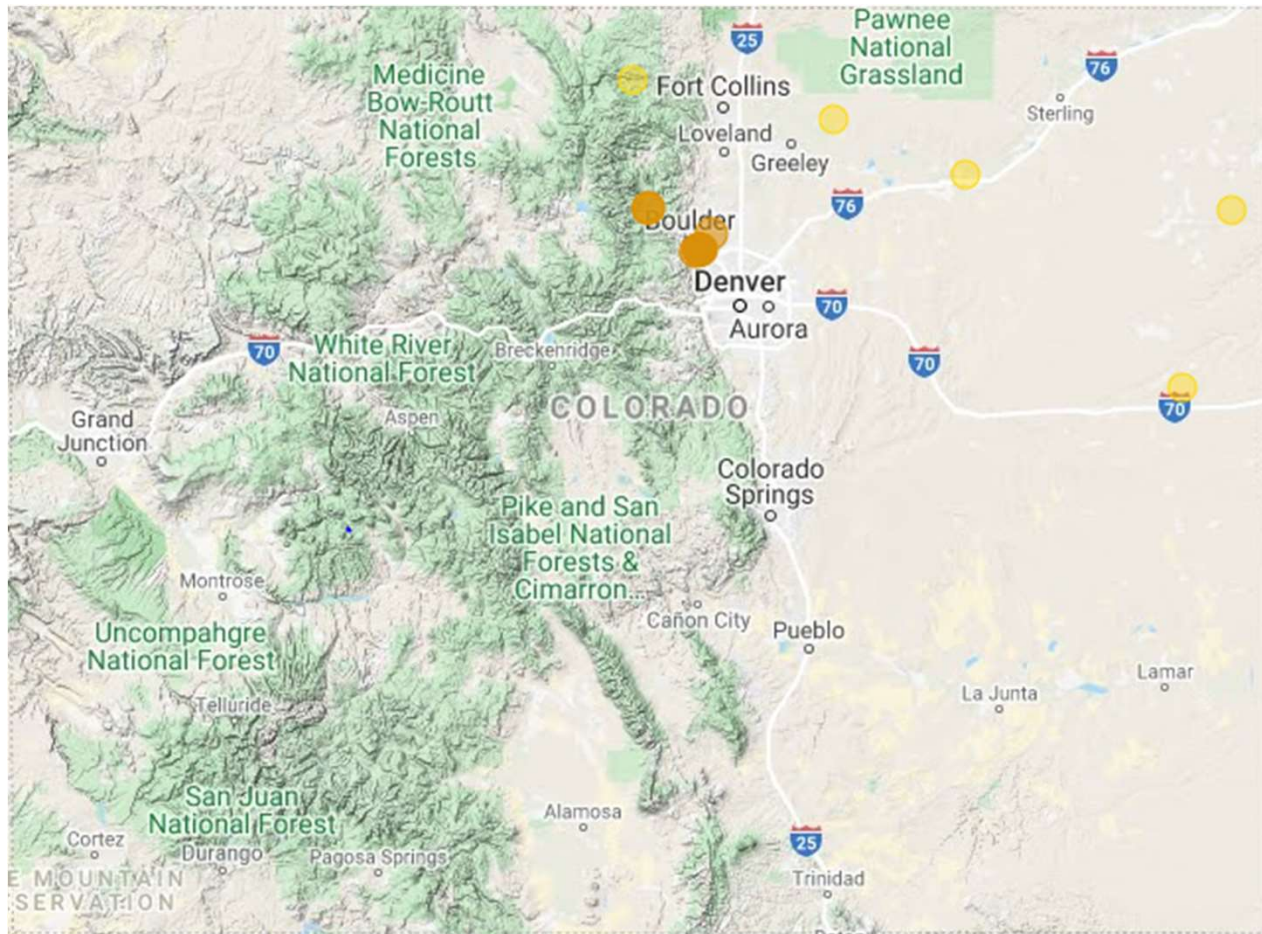 Pawnee
National
Grassland
25
76
Medicine
Bow-Routt
National
Forests
Fort Collins
Sterling
Loveland
Greeley
76
Boulder
Denver
70
Aurora
70
White River
National Forest
Breckenridge
70
COLORADO
70
Aspen
Grand
Junction
Colorado
Springs
Pike and San
Isabel National
Forests &
Cimarron...
Montrose
Cañon City
Pueblo
Uncompahgre
National Forest
Lamar
La Junta
Telluride
San Juan
National Forest
Alamosa
25
Cortez
Durango
Pagosa Springs
E MOUNTAIN
SERVATION
Trinidad